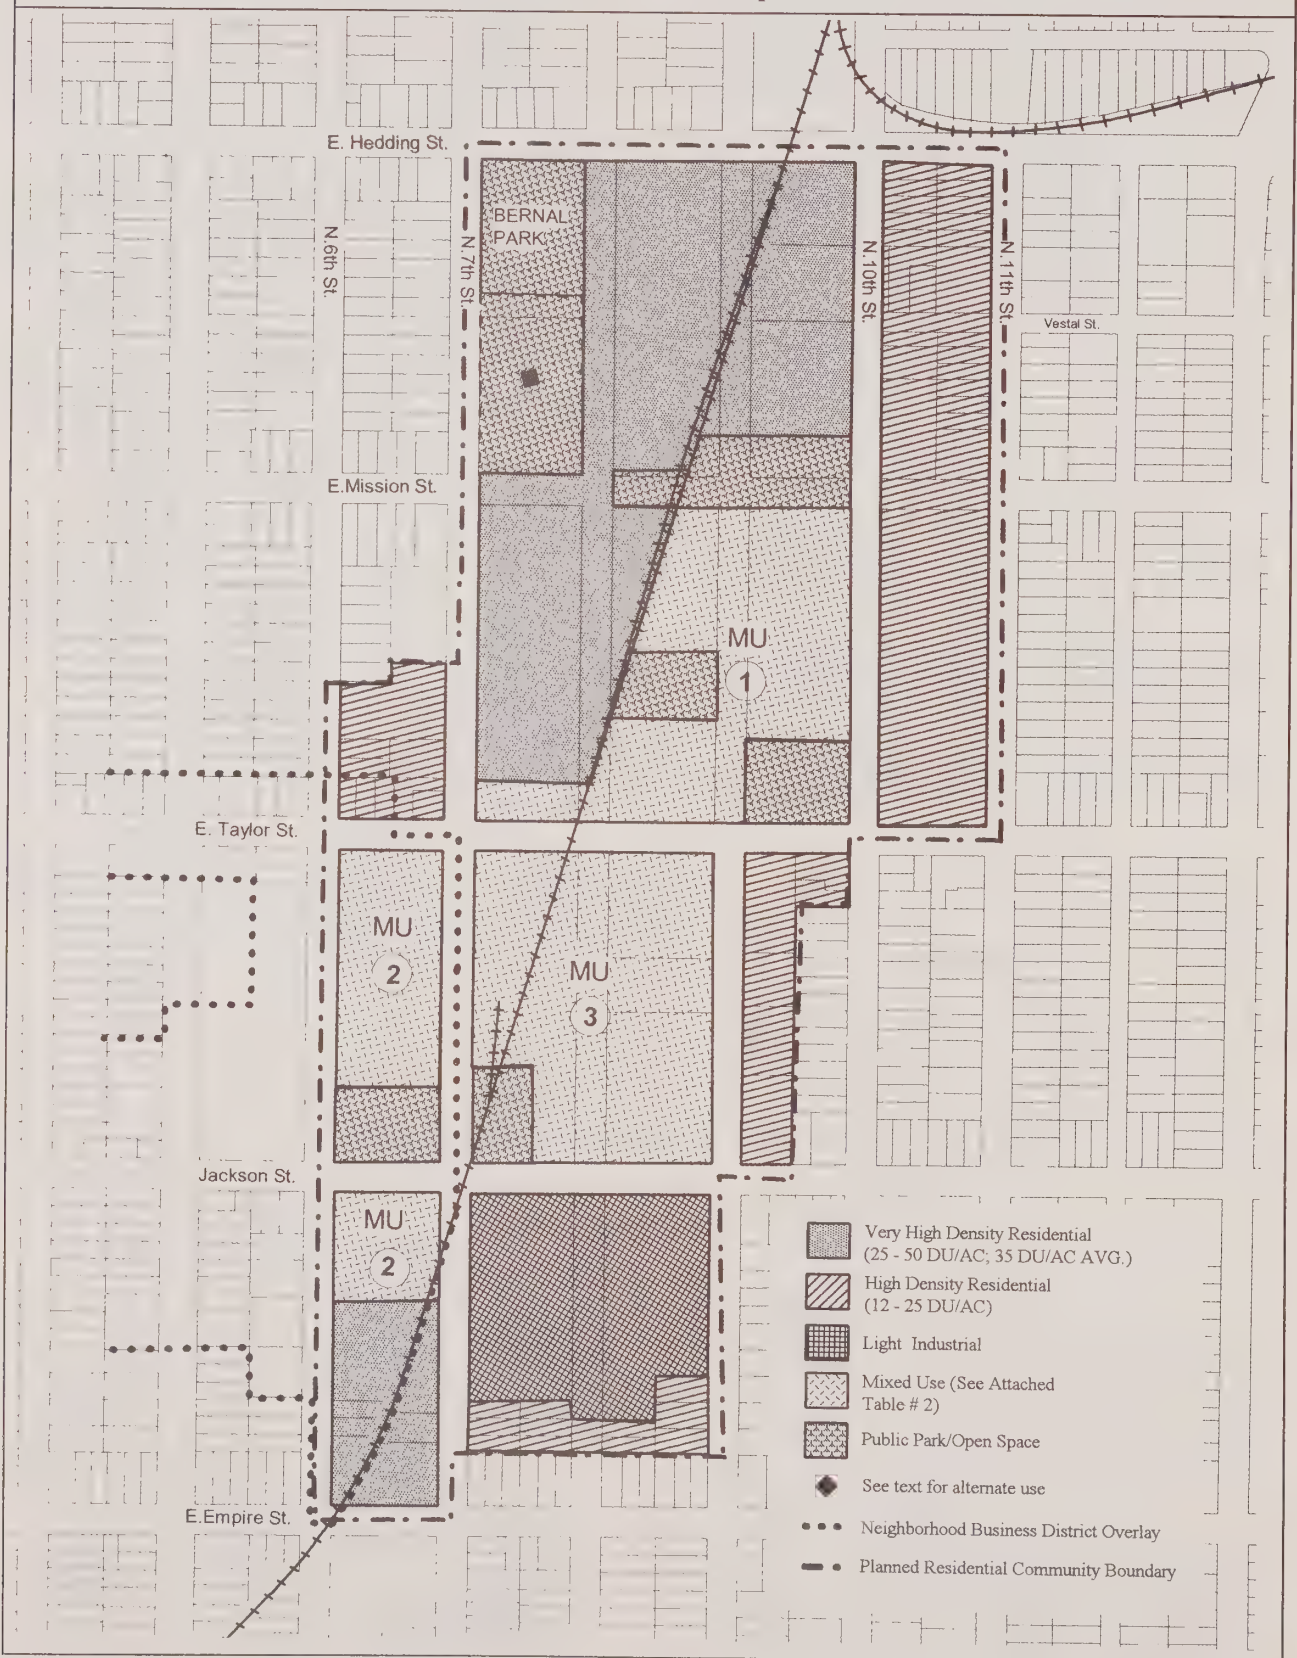 E. Hedding St.
BERNAL
PARK
N. 6th St.
N. 7th St.
N. 10th St.
N. 11th St.
Vestal St.
E.Mission St.
MU
1
E. Taylor St.
MU
2
MU
3
Jackson St.
MU
2
Very High Density Residential
(25 - 50 DU/AC; 35 DU/AC AVG.)
High Density Residential
(12 - 25 DU/AC)
Light Industrial
Mixed Use (See Attached
Table # 2)
Public Park/Open Space
See text for alternate use
E.Empire St.
Neighborhood Business District Overlay
Planned Residential Community Boundary